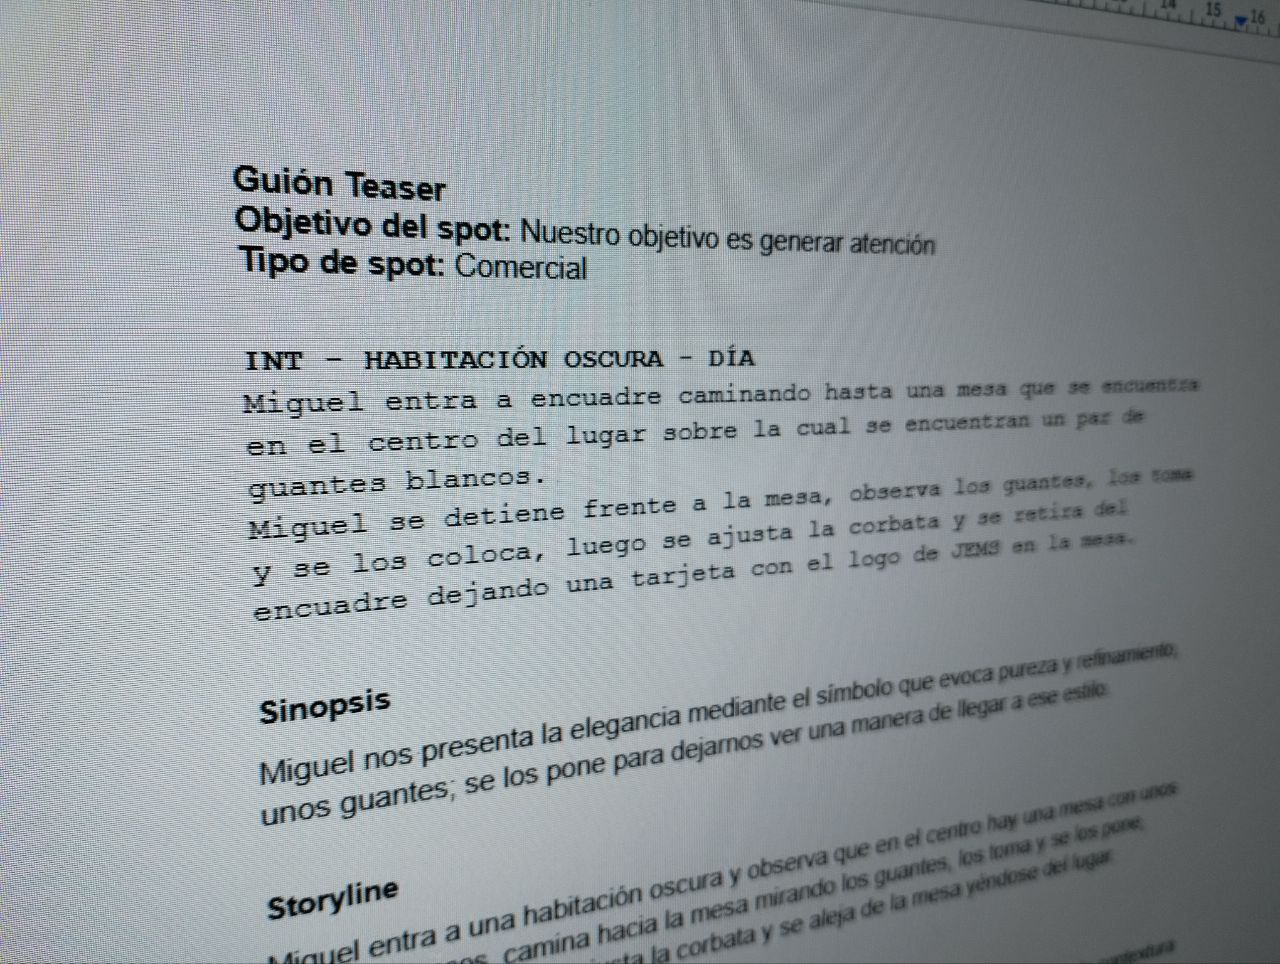 14 15 16
Guión Teaser
Objetivo del spot: Nuestro objetivo es generar atención
Tipo de spot: Comercial
INT - HABITACIÓN OSCURA - DÍA
Miguel entra a encuadre caminando hasta una mesa que se encuentra
en el centro del lugar sobre la cual se encuentran un par de
guantes blancos.
Miguel se detiene frente a la mesa, observa los guantes, los toma
y se los coloca, luego se ajusta la corbata y se retira del
encuadre dejando una tarjeta con el logo de JEMS en la mesa.
Sinopsis
Miguel nos presenta la elegancia mediante el símbolo que evoca pureza y refinamiento,
unos guantes; se los pone para dejarnos ver una manera de llegar a ese estilo.
Storyline
Miguel entra a una habitación oscura y observa que en el centro hay una mesa con unos
camina hacia la mesa mirando los guantes, los toma y se los pone,
la corbata y se aleja de la mesa yéndose del lugar.